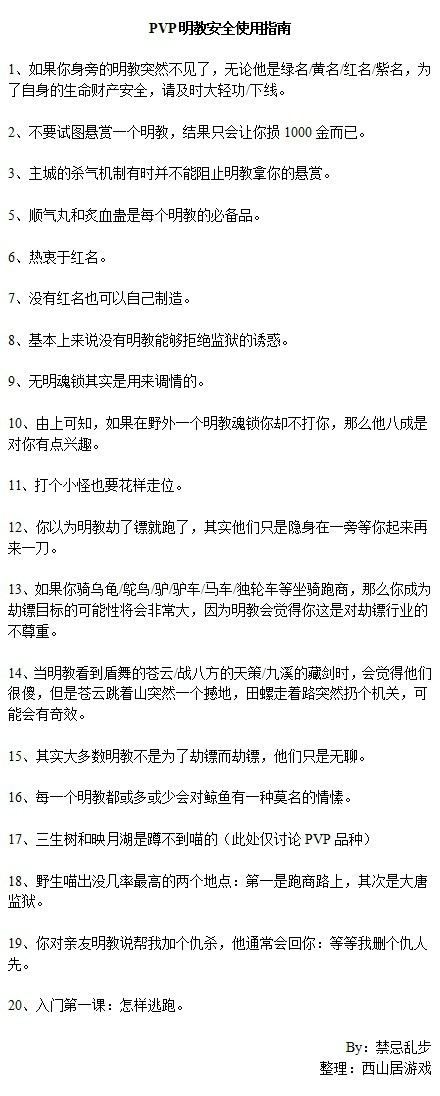 PVP明教安全使用指南
1、如果你身旁的明教突然不见了，无论他是绿名/黄名/红名/紫名，为
了自身的生命财产安全，请及时大轻功/下线。
2、不要试图悬赏一个明教，结果只会让你损 1000 金而已。
3、主城的杀气机制有时并不能阻止明教拿你的悬赏。
5、顺气丸和炙血蛊是每个明教的必备品。
6、热衷于红名。
7、没有红名也可以自己制造。
8、基本上来说没有明教能够拒绝监狱的诱惑。
9、无明魂锁其实是用来调情的。
10、由上可知，如果在野外一个明教魂锁你却不打你，那么他八成是
对你有点兴趣。
11、打个小怪也要花样走位。
12、你以为明教劫了镖就跑了，其实他们只是隐身在一旁等你起来再
来一刀。
13、如果你骑乌龟/鸵鸟/驴/驴车/马车/独轮车等坐骑跑商，那么你成为
劫镖目标的可能性将会非常大，因为明教会觉得你这是对劫镖行业的
不尊重。
14、当明教看到盾舞的苍云/战八方的天策/九溪的藏剑时，会觉得他们
很傻，但是苍云跳着山突然一个撼地，田螺走着路突然扔个机关，可
能会有奇效。
15、其实大多数明教不是为了劫镖而劫镖，他们只是无聊。
16、每一个明教都或多或少会对鲸鱼有一种莫名的情愫。
17、三生树和映月湖是蹲不到喵的（此处仅讨论 PVP 品种）
18、野生喵出没几率最高的两个地点：第一是跑商路上，其次是大唐
监狱。
19、你对亲友明教说帮我加个仇杀，他通常会回你：等等我删个仇人
先。
20、入门第一课：怎样逃跑。
By：禁忌乱步
整理：西山居游戏